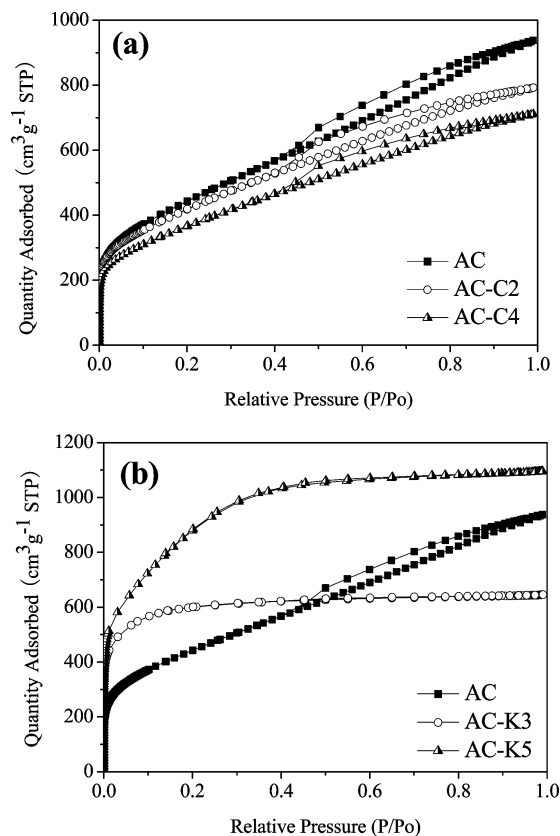 (a)
1000
800
600
400
200
0
Quantity Adsorbed (cm³g⁻¹ STP)
AC
AC-C2
AC-C4
0.0 0.2 0.4 0.6 0.8 1.0
Relative Pressure (P/Po)
(b)
1200
1000
800
600
400
200
0
Quantity Adsorbed (cm³g⁻¹ STP)
AC
AC-K3
AC-K5
0.0 0.2 0.4 0.6 0.8 1.0
Relative Pressure (P/Po)